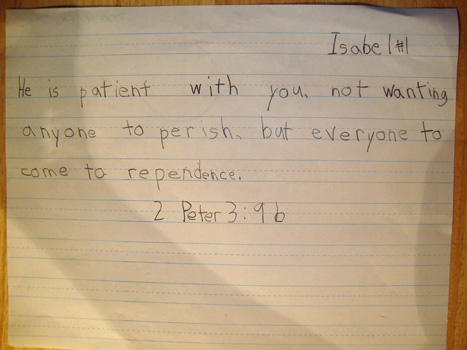 Isabel #1
He is patient with you, not wanting
anyone to perish, but everyone to
come to rependence.
2 Peter 3:9 b